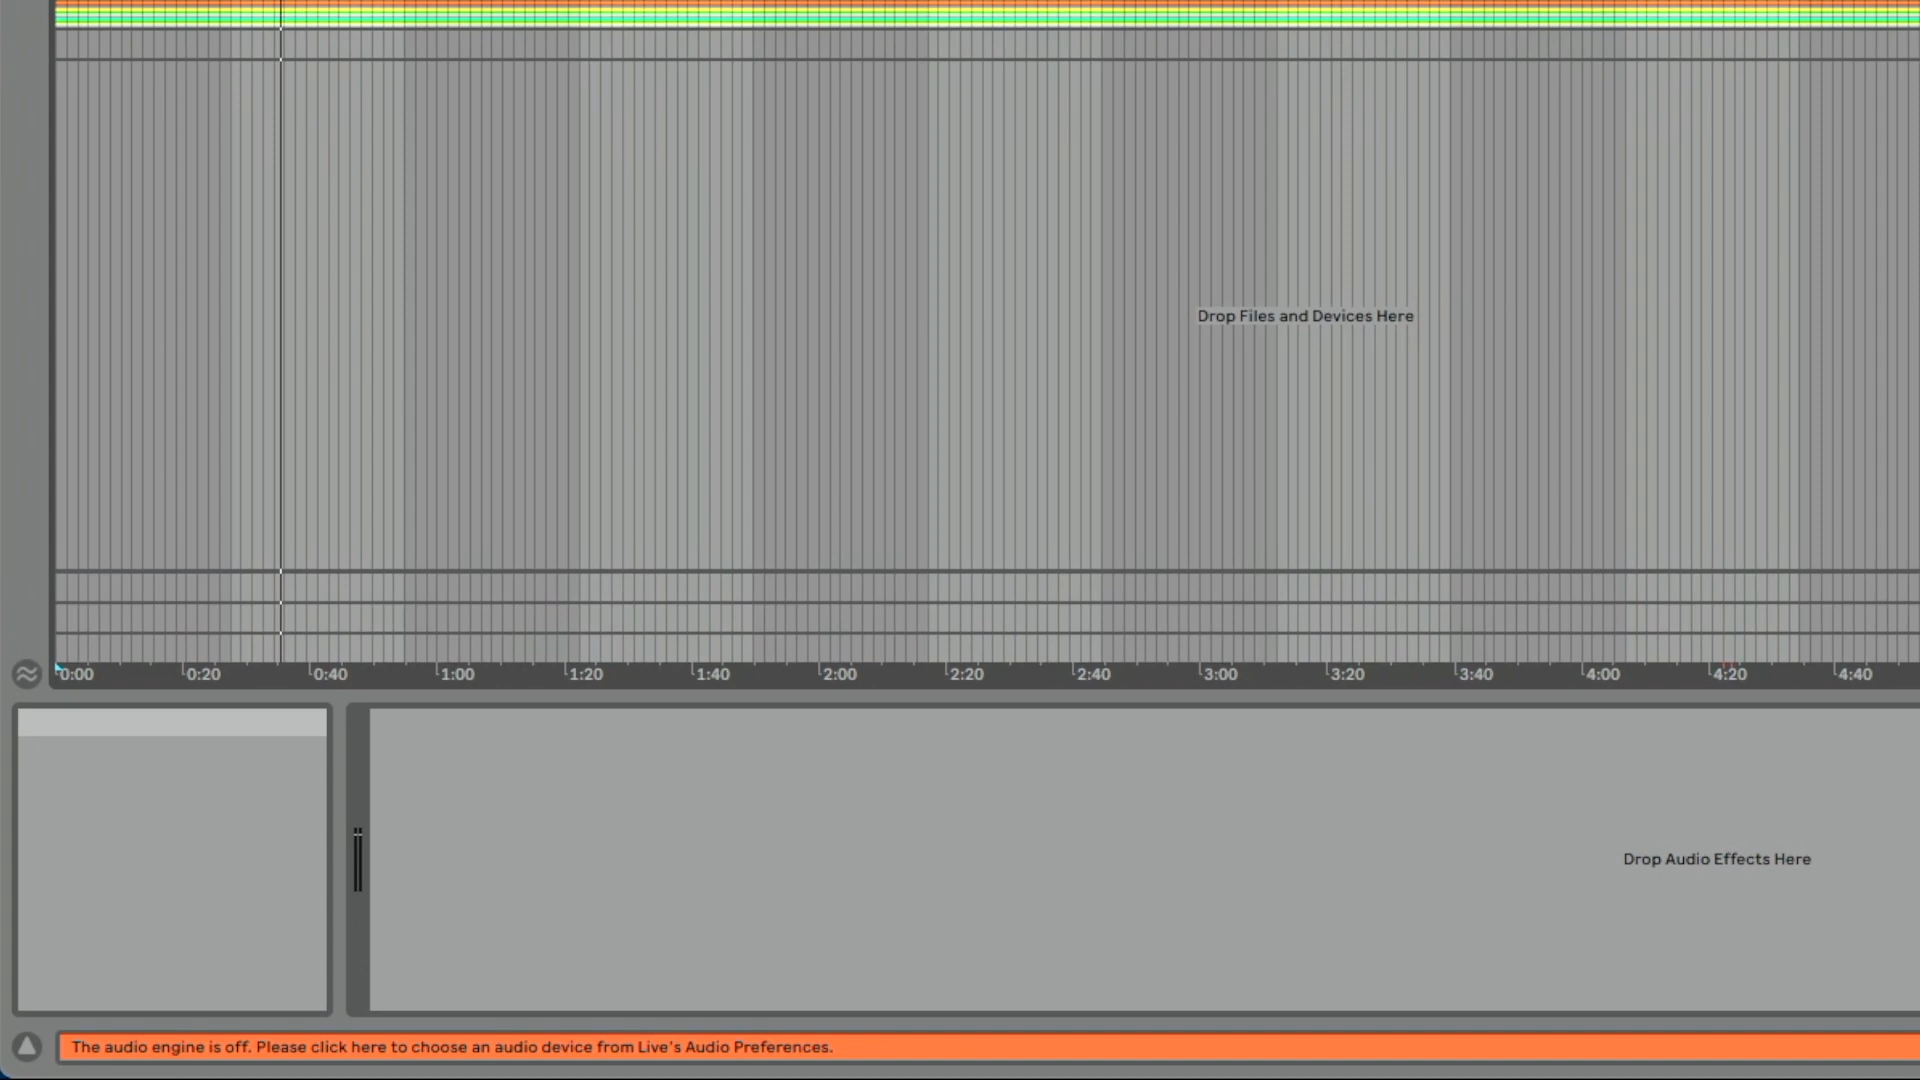 Drop Files and Devices Here
0:00 0:20 0:40 1:00 1:20 1:40 2:00 2:20 2:40 3:00 3:20 3:40 4:00 4:20 4:40
Drop Audio Effects Here
The audio engine is off. Please click here to choose an audio device from Live's Audio Preferences.